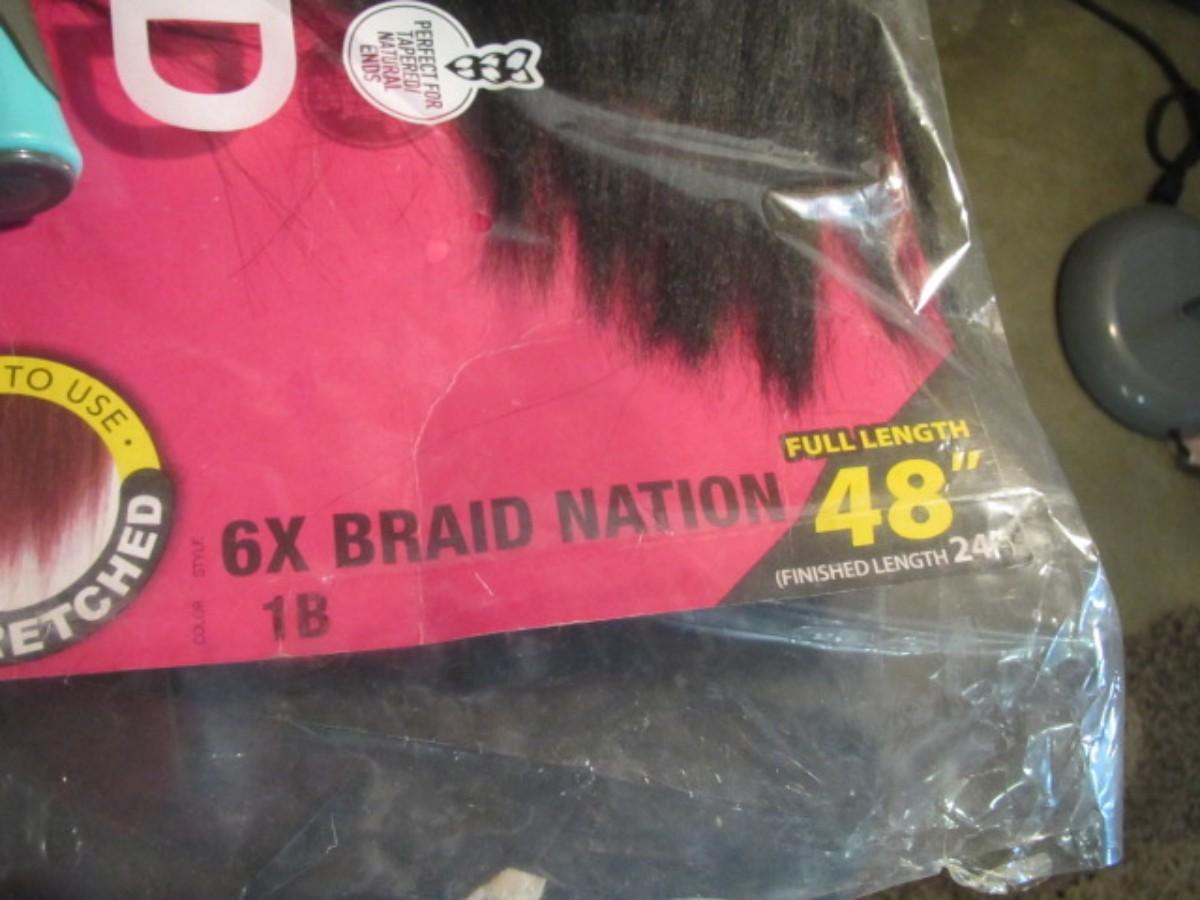 D
PERFECT FOR
TAPERED/
NATURAL
ENDS
TO USE •
RETCHED
FULL LENGTH
48"
(FINISHED LENGTH 24")
STYLE
6X BRAID NATION
COLOR
1B